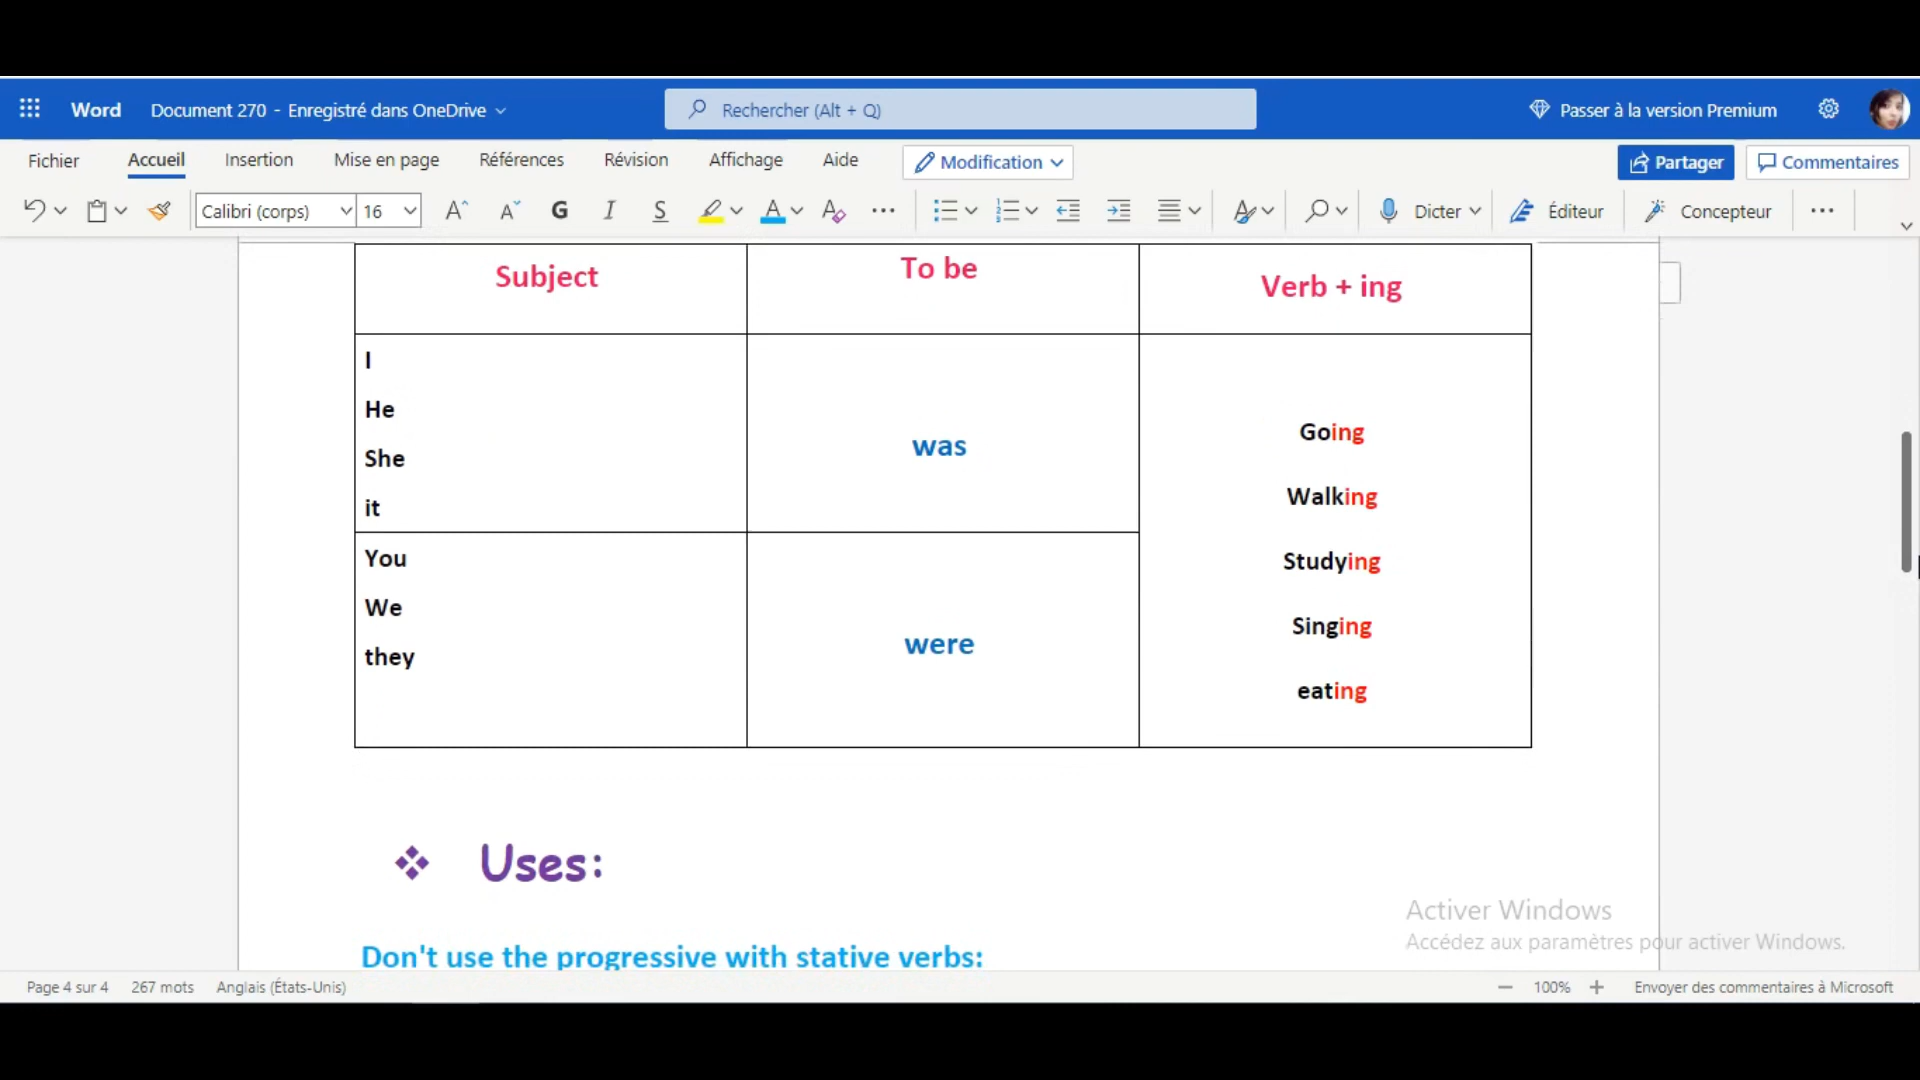 Word Document 270 - Enregistré dans OneDrive Rechercher (Alt + Q) Passer à la version Premium
Fichier Accueil Insertion Mise en page Références Révision Affichage Aide Modification Partager Commentaires
Calibri (corps) 16 A A G I S A A Dicter Éditeur Concepteur
Subject To be Verb + ing
I
He
She
it
was
You
We
they
were
Going
Walking
Studying
Singing
eating
Uses:
Don't use the progressive with stative verbs:
Activer Windows
Accédez aux paramètres pour activer Windows.
Page 4 sur 4 267 mots Anglais (États-Unis) 100% Envoyer des commentaires à Microsoft